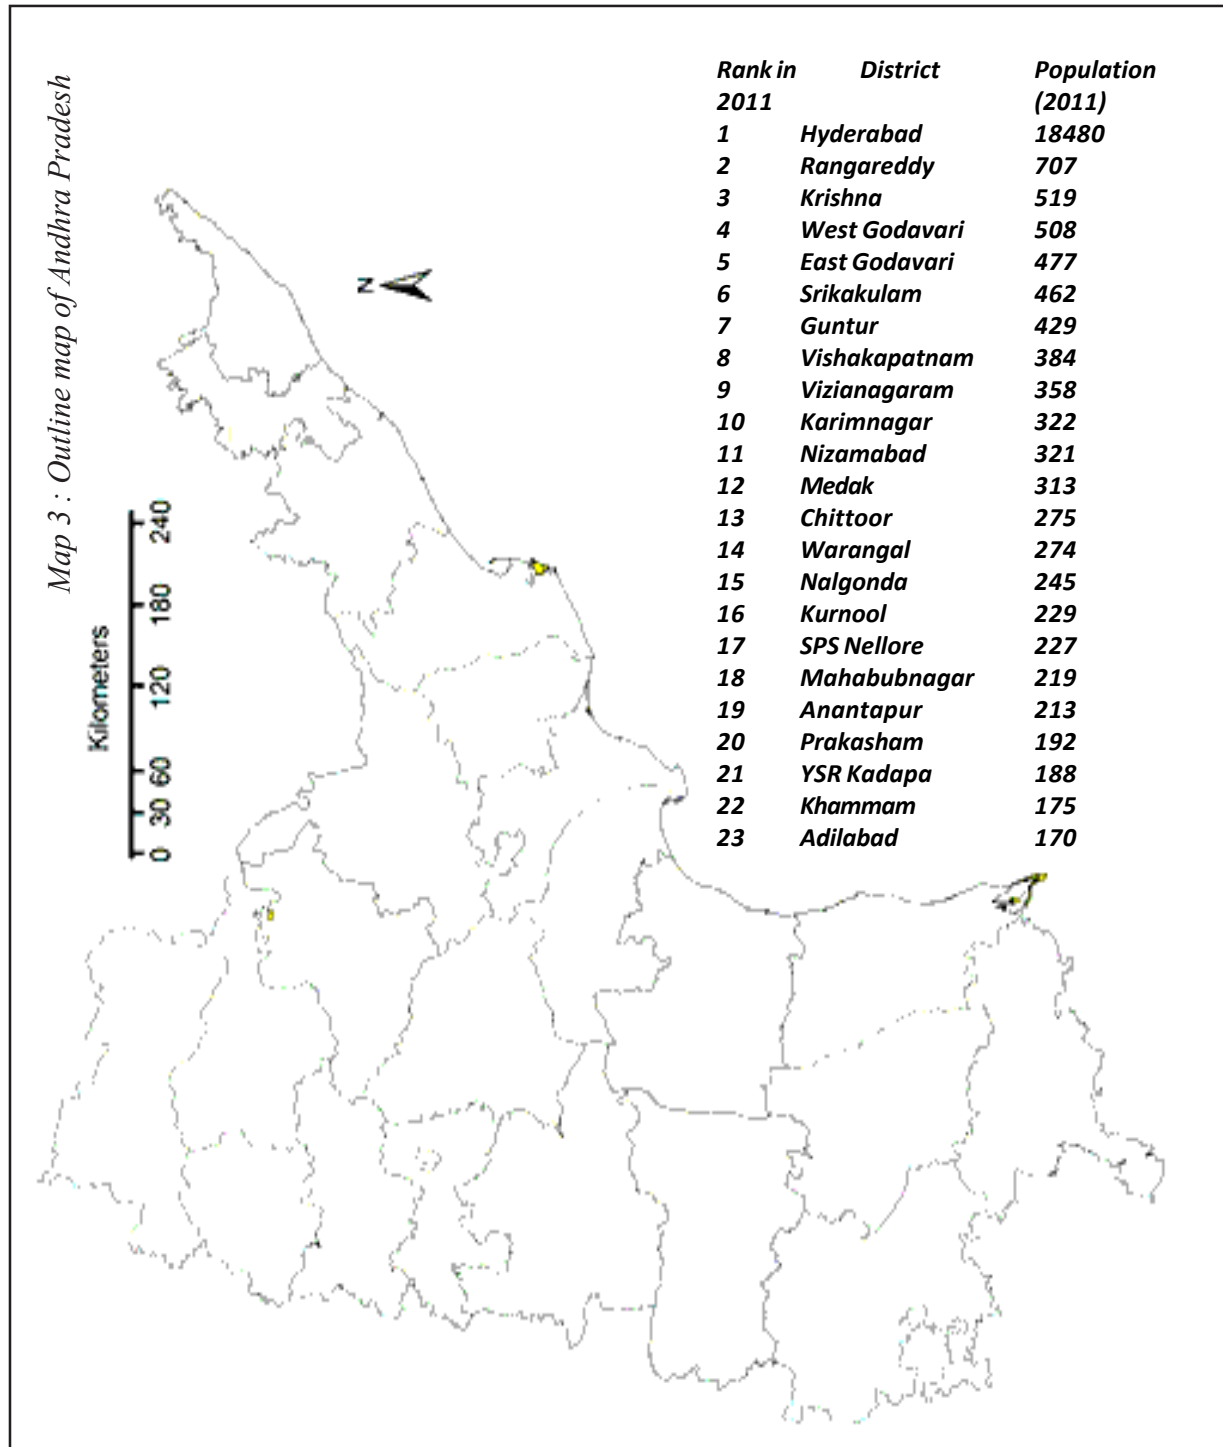 Map 3 : Outline map of Andhra Pradesh
Rank in 2011 District Population (2011)
1 Hyderabad 18480
2 Rangareddy 707
3 Krishna 519
4 West Godavari 508
5 East Godavari 477
6 Srikakulam 462
7 Guntur 429
8 Vishakapatnam 384
9 Vizianagaram 358
10 Karimnagar 322
11 Nizamabad 321
12 Medak 313
13 Chittoor 275
14 Warangal 274
15 Nalgonda 245
16 Kurnool 229
17 SPS Nellore 227
18 Mahabubnagar 219
19 Anantapur 213
20 Prakasham 192
21 YSR Kadapa 188
22 Khammam 175
23 Adilabad 170
N
Kilometers
0 30 60 120 180 240